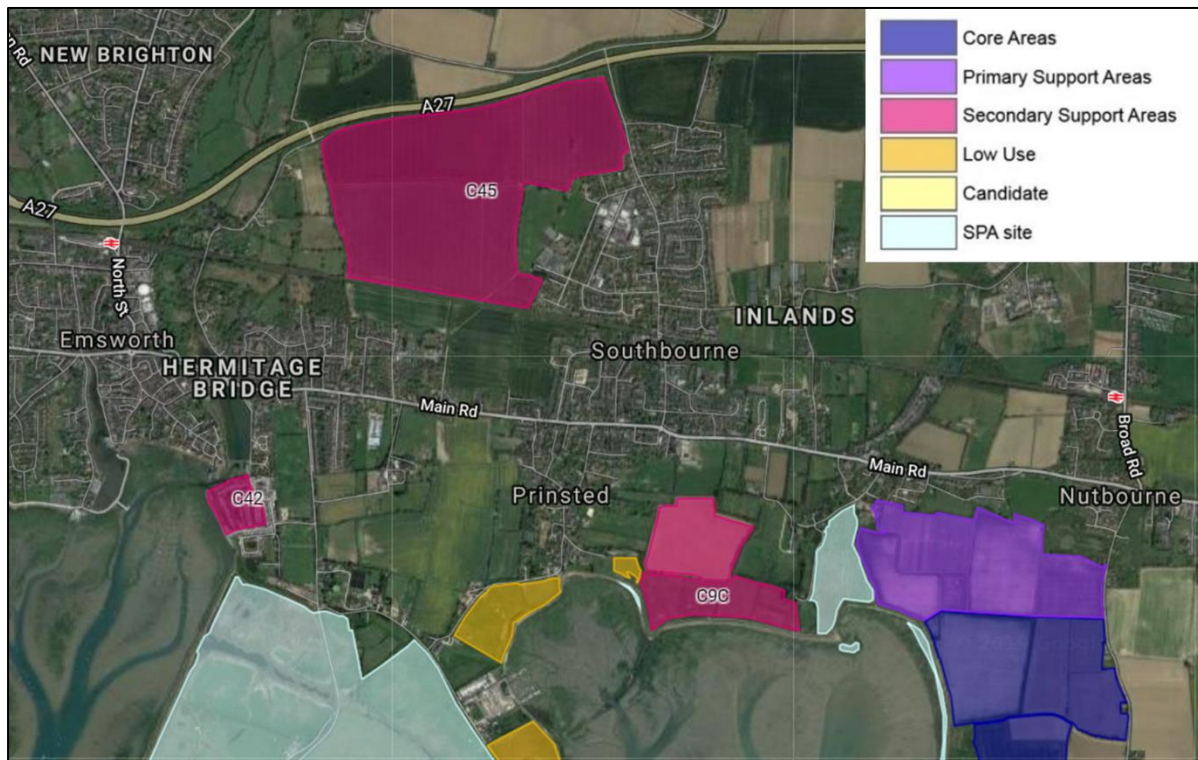 NEW BRIGHTON
A27
A27
C45
North St
Emsworth
HERMITAGE
BRIDGE
Main Rd
Southbourne
INLANDS
Main Rd
Broad Rd
C42
Prinsted
Nutbourne
C9C
Core Areas
Primary Support Areas
Secondary Support Areas
Low Use
Candidate
SPA site